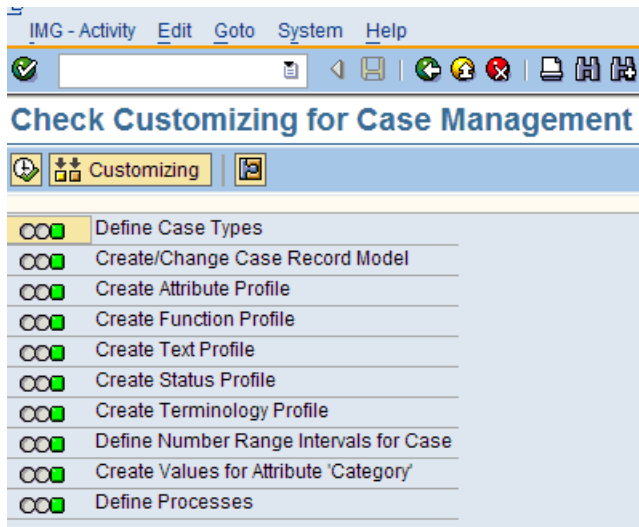 IMG - Activity Edit Goto System Help
Check Customizing for Case Management
Customizing
Define Case Types
Create/Change Case Record Model
Create Attribute Profile
Create Function Profile
Create Text Profile
Create Status Profile
Create Terminology Profile
Define Number Range Intervals for Case
Create Values for Attribute 'Category'
Define Processes